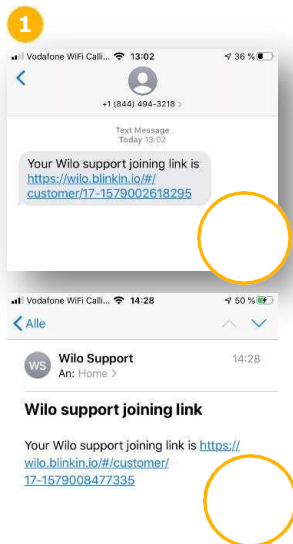 1
Vodafone WiFi Calli... 13:02 36 %
+1 (844) 494-3218 >
Text Message
Today 13:02
Your Wilo support joining link is
https://wilo.blinkin.io/#/
customer/17-1579002618295
Vodafone WiFi Calli... 14:28 50 %
Alle
WS
Wilo Support 14:28
An: Home >
Wilo support joining link
Your Wilo support joining link is https://
wilo.blinkin.io/#/customer/
17-1579008477335